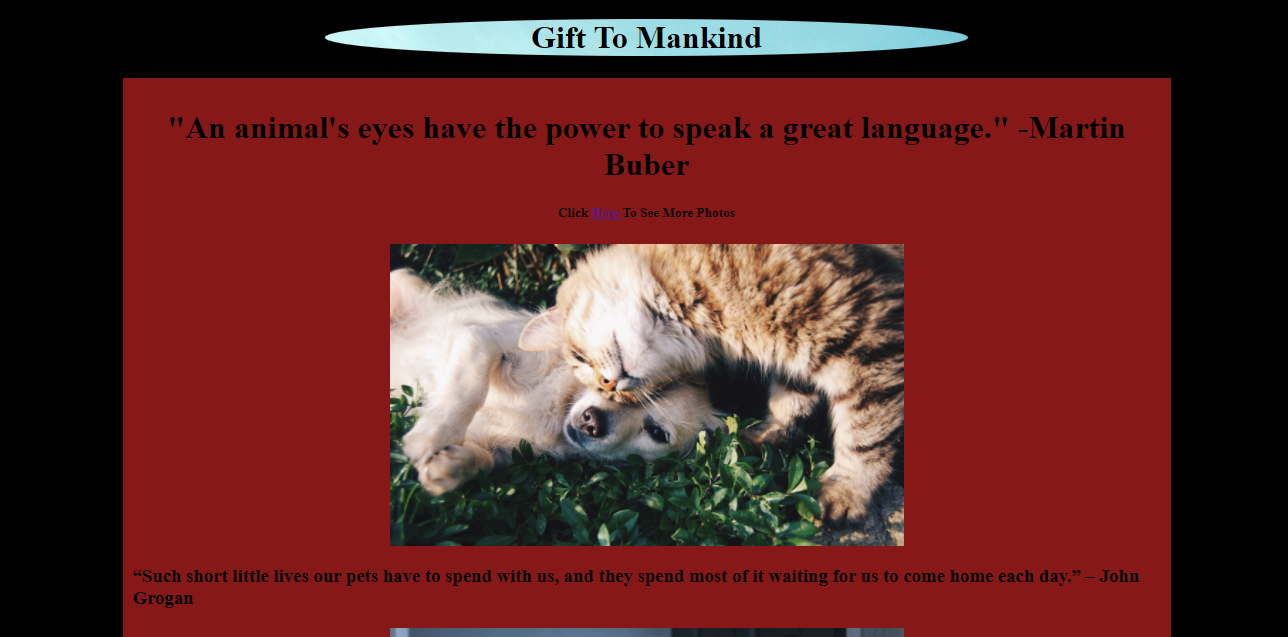 Gift To Mankind
"An animal's eyes have the power to speak a great language." -Martin
Buber
Click Here To See More Photos
“Such short little lives our pets have to spend with us, and they spend most of it waiting for us to come home each day.” – John
Grogan